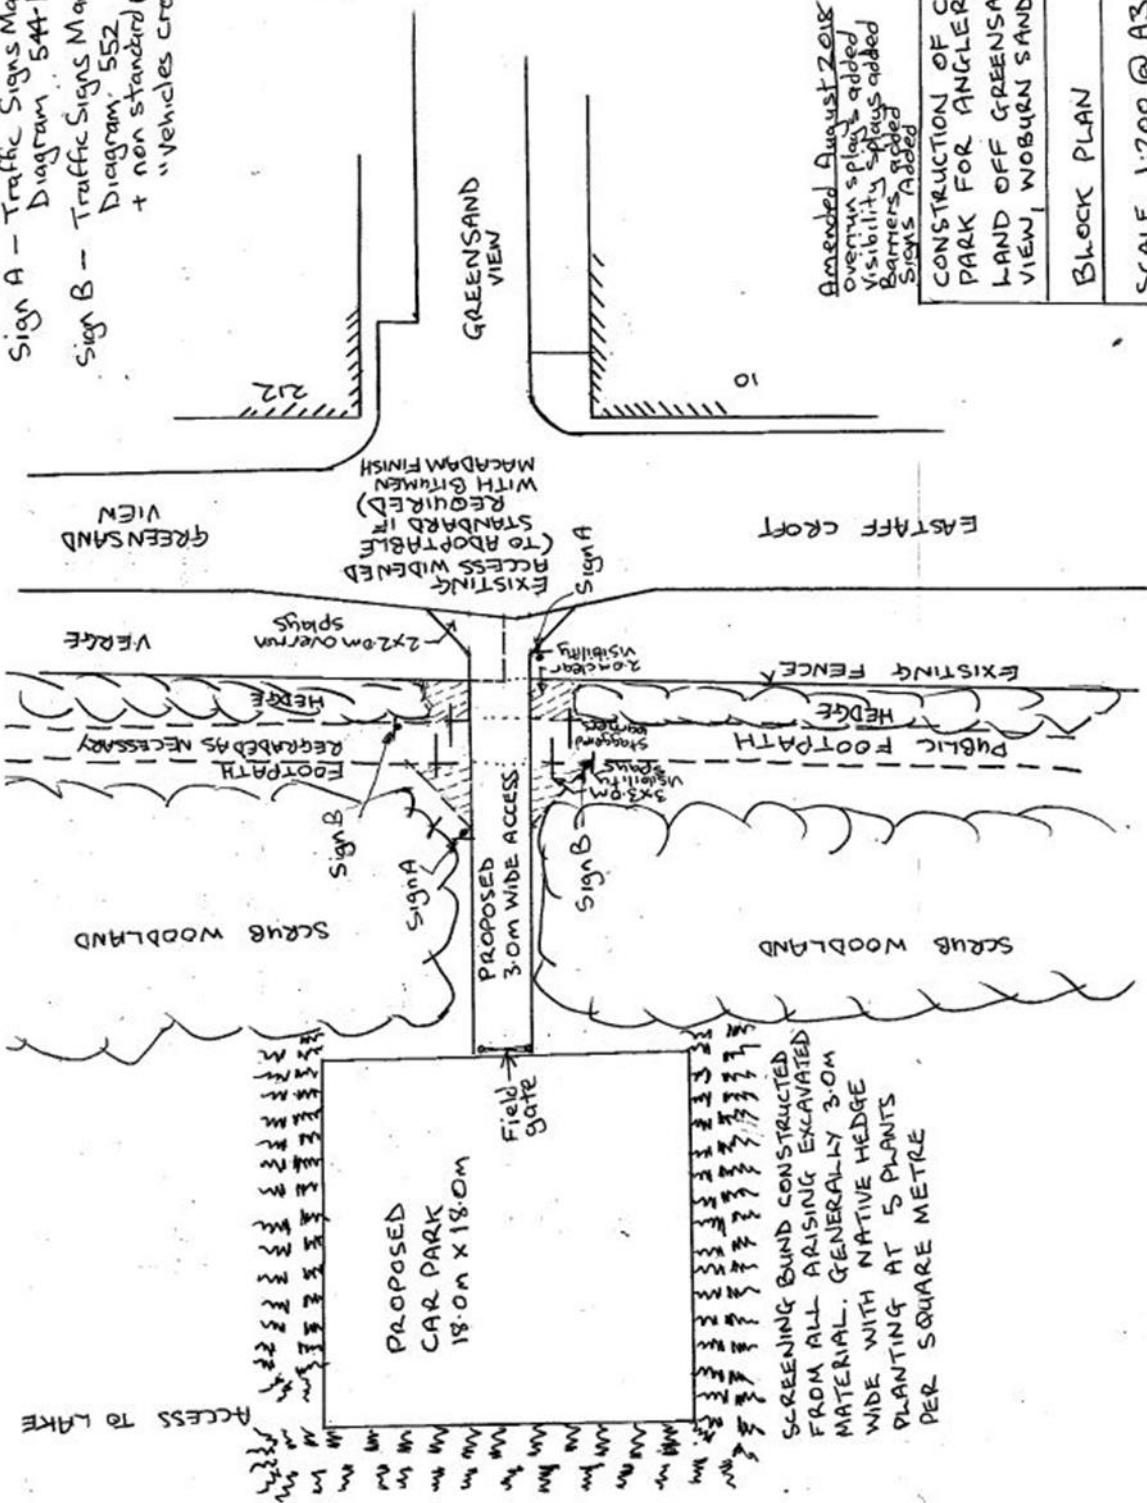 Sign A - Traffic Signs Ma
Diagram 544.
Sign B - Traffic Signs Ma
Diagram 552
+ non standard
"Vehicles cro
Amended August 2018
Overrun splays added
Visibility splays added
Barriers added
Signs Added
CONSTRUCTION OF C
PARK FOR ANGLER
LAND OFF GREENSA
VIEW, WOBURN SAND
BLOCK PLAN
SCALE 1:200 @ A3
GREENSAND
VIEW
212
10
GREENSAND
VIEW
EXISTING
ACCESS WIDENED
(TO ADOPTABLE
STANDARD IF
REQUIRED)
WITH BITUMEN
MACADAM FINISH
EASTAFF CROFT
VERGE
2x2.0m overrun
splays
Sign A
2.0m clear
visibility
EXISTING FENCE
HEDGE
HEDGE
FOOTPATH
REGRADED AS NECESSARY
PUBLIC FOOTPATH
staggered
barriers
3x3.0m
visibility
splays
Sign B
Sign A
Sign B
PROPOSED
3.0m WIDE ACCESS
SCRUB WOODLAND
SCRUB WOODLAND
Field
gate
PROPOSED
CAR PARK
18.0m X 18.0m
ACCESS TO LAKE
SCREENING BUND CONSTRUCTED
FROM ALL ARISING EXCAVATED
MATERIAL. GENERALLY 3.0M
WIDE WITH NATIVE HEDGE
PLANTING AT 5 PLANTS
PER SQUARE METRE